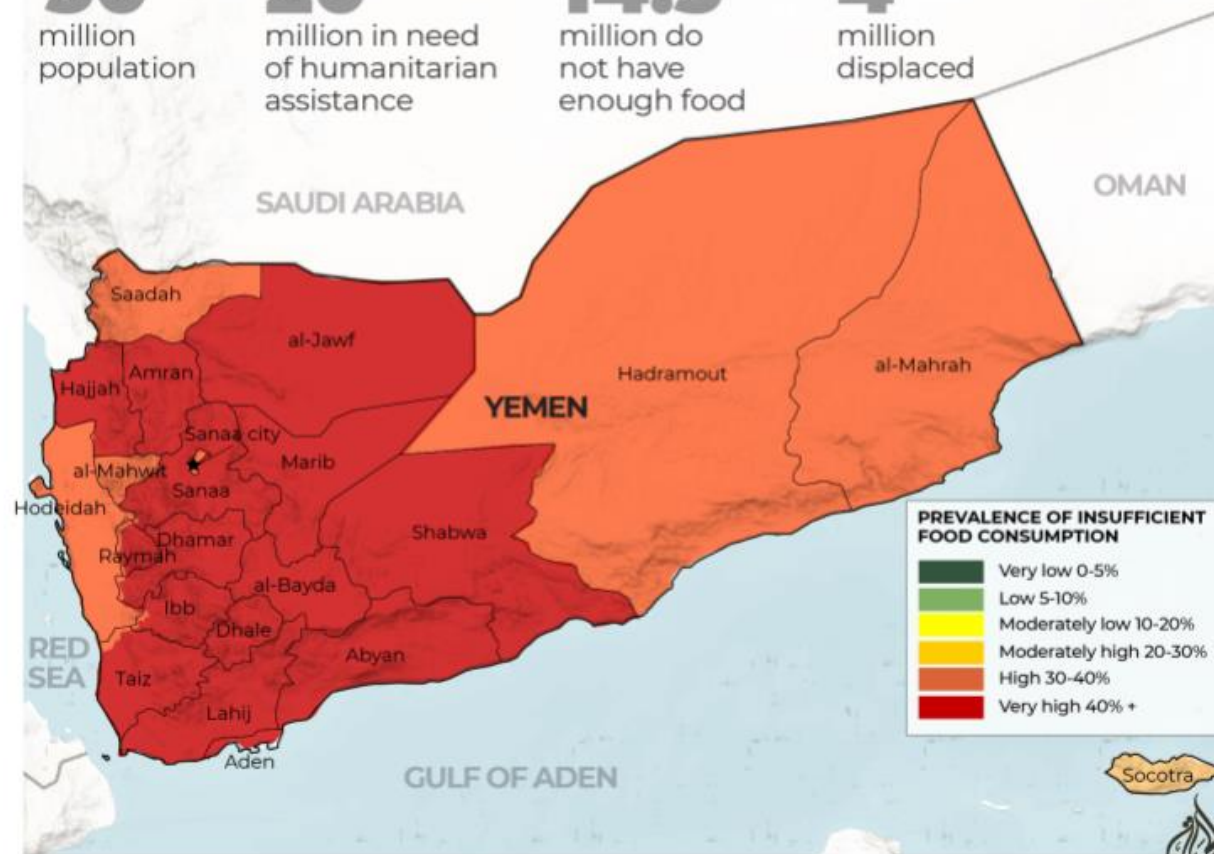 million
population
million in need
of humanitarian
assistance
million do
not have
enough food
million
displaced
SAUDI ARABIA
OMAN
Saadah
al-Jawf
Hajjah
Amran
Hadramout
al-Mahrah
YEMEN
Sanaa city
Marib
al-Mahwit
Sanaa
Hodeidah
Dhamar
Raymah
Shabwa
al-Bayda
Ibb
Dhale
Abyan
RED
SEA
Taiz
Lahij
Aden
GULF OF ADEN
PREVALENCE OF INSUFFICIENT
FOOD CONSUMPTION
Very low 0-5%
Low 5-10%
Moderately low 10-20%
Moderately high 20-30%
High 30-40%
Very high 40% +
Socotra